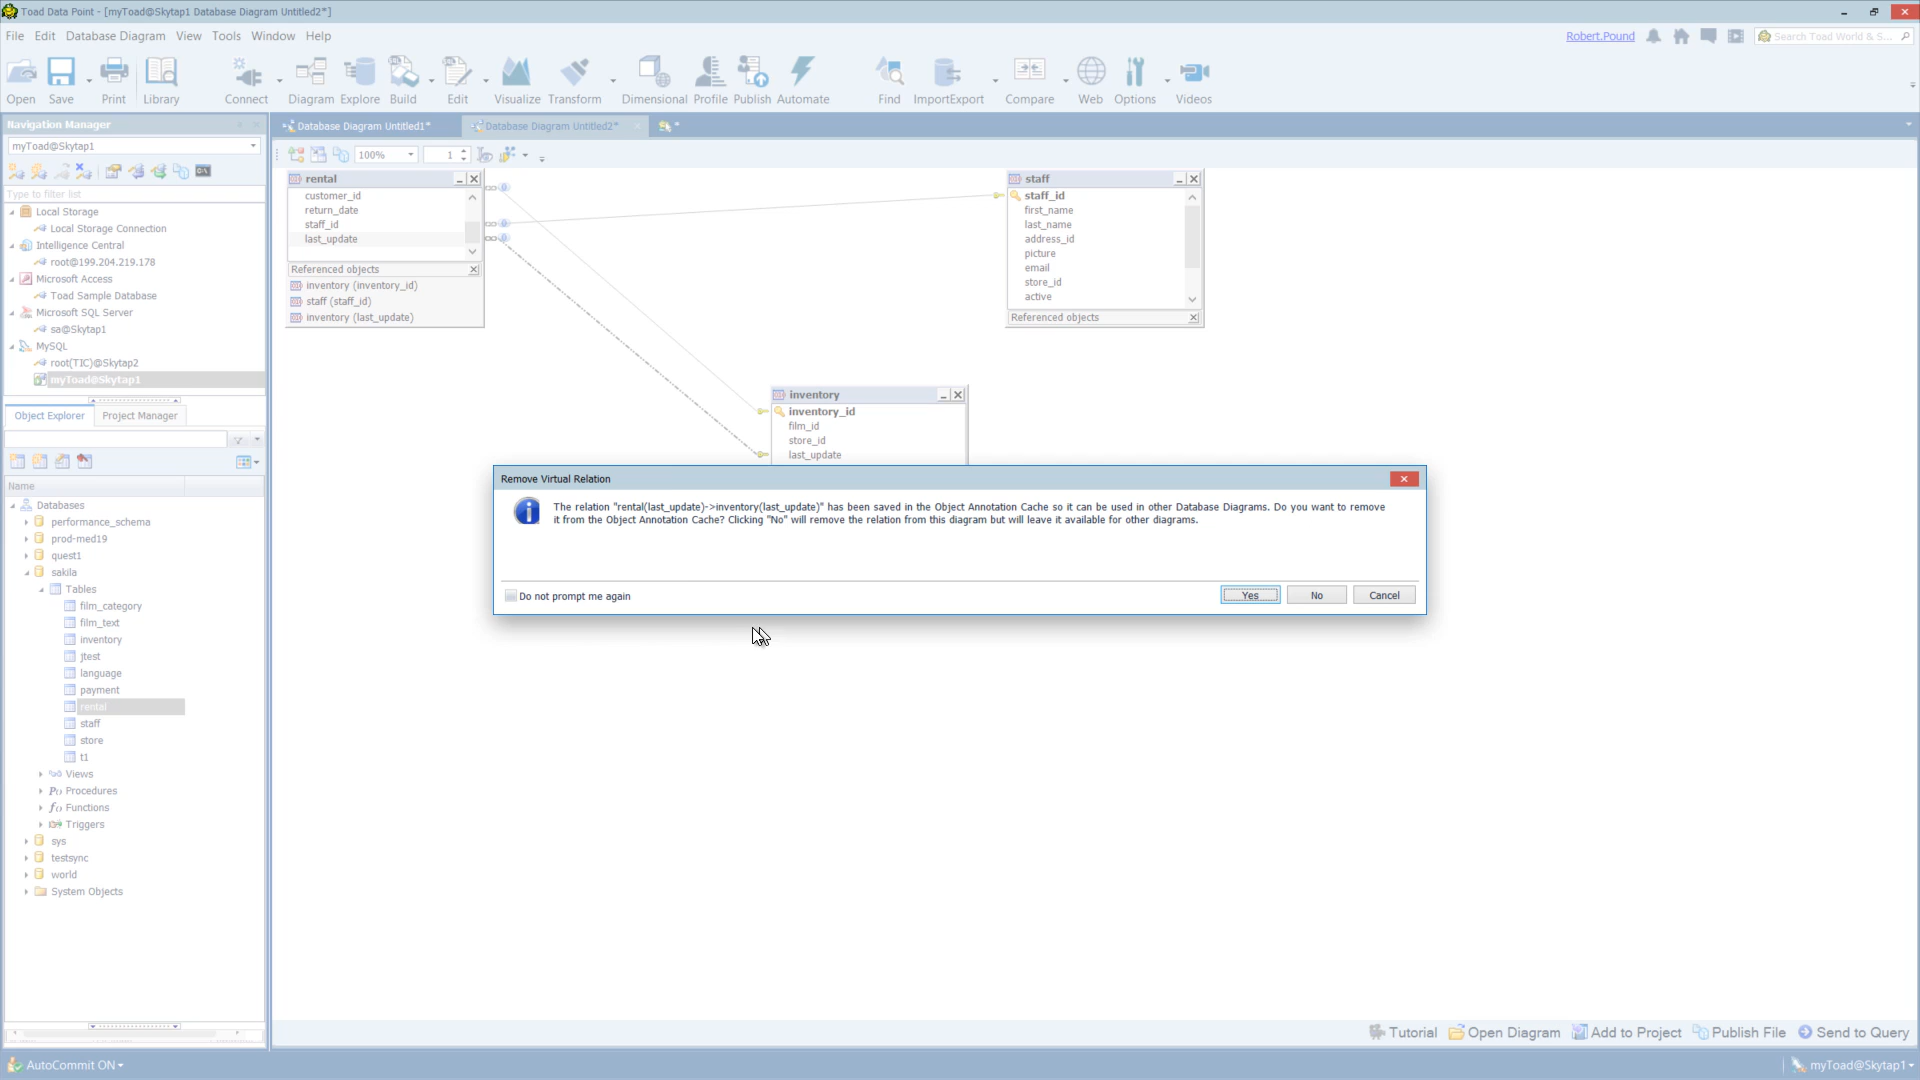 Toad Data Point - [myToad@Skytap1 Database Diagram Untitled2*]
File Edit Database Diagram View Tools Window Help
Robert.Pound
Search Toad World & S...
Open Save Print Library Connect Diagram Explore Build Edit Visualize Transform Dimensional Profile Publish Automate Find ImportExport Compare Web Options Videos
Navigation Manager
myToad@Skytap1
Type to filter list
Local Storage
Local Storage Connection
Intelligence Central
root@199.204.219.178
Microsoft Access
Toad Sample Database
Microsoft SQL Server
sa@Skytap1
MySQL
root(TIC)@Skytap2
myToad@Skytap1
Object Explorer Project Manager
Name
Databases
performance_schema
prod-med19
quest1
sakila
Tables
film_category
film_text
inventory
jtest
language
payment
rental
staff
store
t1
Views
Procedures
Functions
Triggers
sys
testsync
world
System Objects
Database Diagram Untitled1* Database Diagram Untitled2*
100% 1
rental
customer_id
return_date
staff_id
last_update
Referenced objects
inventory (inventory_id)
staff (staff_id)
inventory (last_update)
staff
staff_id
first_name
last_name
address_id
picture
email
store_id
active
Referenced objects
inventory
inventory_id
film_id
store_id
last_update
Remove Virtual Relation
The relation "rental(last_update)->inventory(last_update)" has been saved in the Object Annotation Cache so it can be used in other Database Diagrams. Do you want to remove
it from the Object Annotation Cache? Clicking "No" will remove the relation from this diagram but will leave it available for other diagrams.
Do not prompt me again
Yes No Cancel
Tutorial Open Diagram Add to Project Publish File Send to Query
AutoCommit ON
myToad@Skytap1